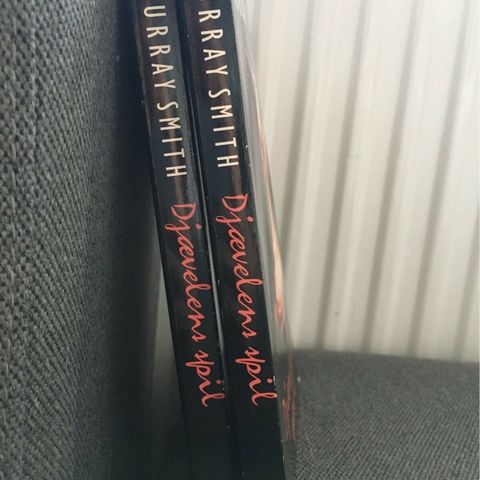 URRAY SMITH
Djævelens spil
RRAY SMITH
Djævelens spil